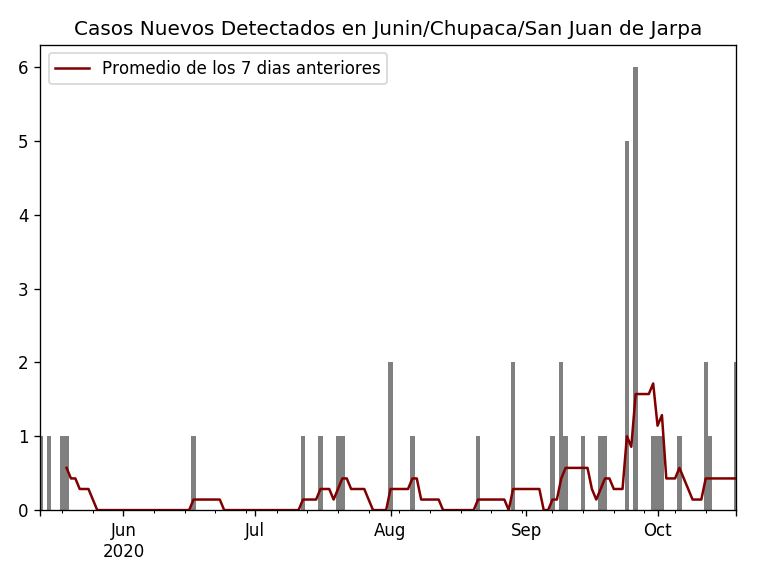 Casos Nuevos Detectados en Junin/Chupaca/San Juan de Jarpa
Promedio de los 7 dias anteriores
6
5
4
3
2
1
0
Jun Jul Aug Sep Oct
2020